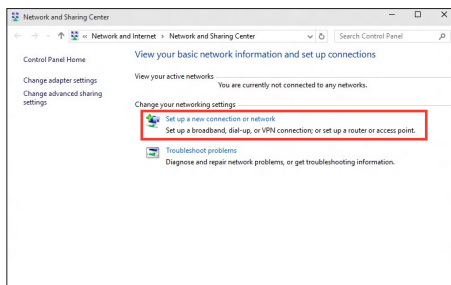 Network and Sharing Center
« Network and Internet › Network and Sharing Center
Search Control Panel
Control Panel Home
Change adapter settings
Change advanced sharing
settings
View your basic network information and set up connections
View your active networks
You are currently not connected to any networks.
Change your networking settings
Set up a new connection or network
Set up a broadband, dial-up, or VPN connection; or set up a router or access point.
Troubleshoot problems
Diagnose and repair network problems, or get troubleshooting information.